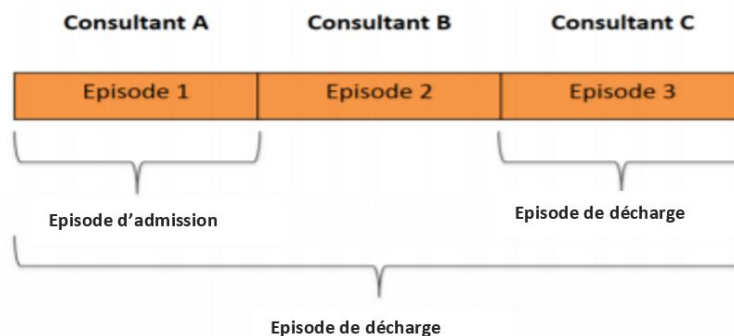 Consultant A Consultant B Consultant C
Episode 1 Episode 2 Episode 3
Episode d’admission Episode de décharge
Episode de décharge